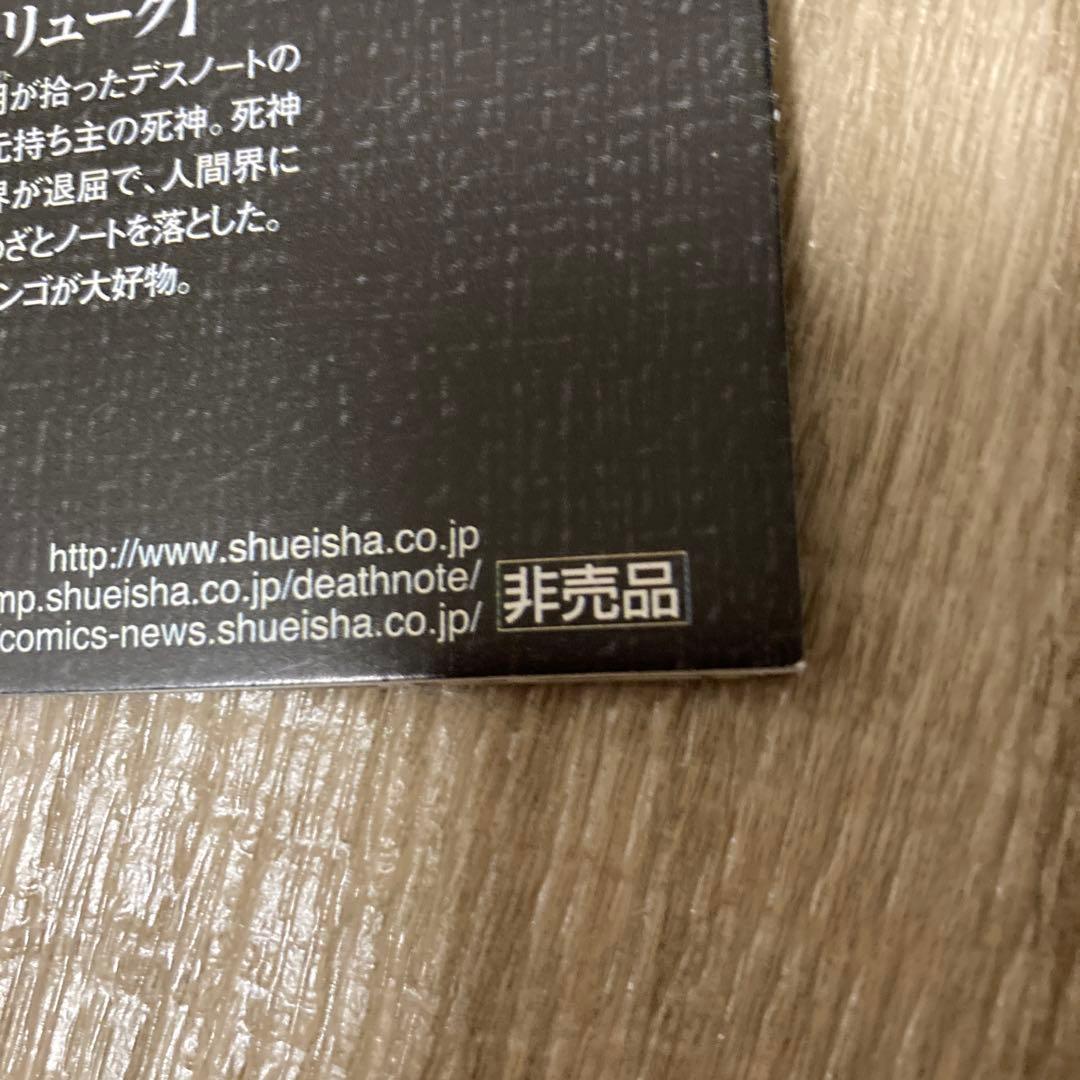 リューク】
が拾ったデスノートの
元持ち主の死神。死神
界が退屈で、人間界に
わざとノートを落とした。
ンゴが大好物。
http://www.shueisha.co.jp
mp.shueisha.co.jp/deathnote/
/comics-news.shueisha.co.jp/
非売品